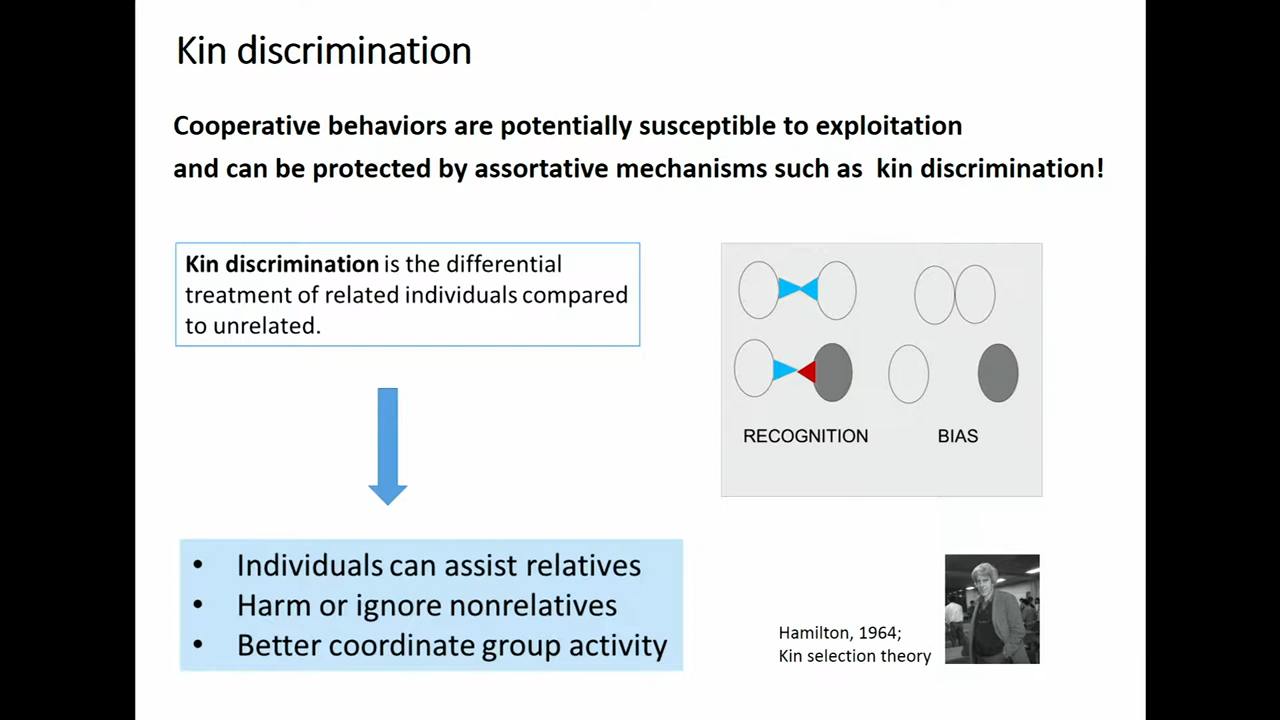 Kin discrimination
Cooperative behaviors are potentially susceptible to exploitation
and can be protected by assortative mechanisms such as kin discrimination!
Kin discrimination is the differential
treatment of related individuals compared
to unrelated.
RECOGNITION BIAS
• Individuals can assist relatives
• Harm or ignore nonrelatives
• Better coordinate group activity
Hamilton, 1964;
Kin selection theory